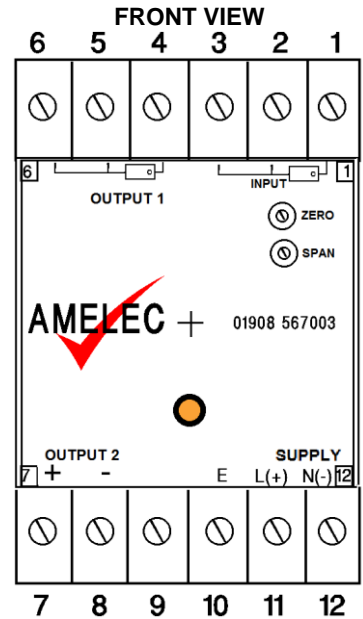 FRONT VIEW
6 5 4 3 2 1
6 1
OUTPUT 1 INPUT
ZERO
SPAN
AMELEC 01908 567003
OUTPUT 2 SUPPLY
7 + - E L(+) N(-) 12
7 8 9 10 11 12